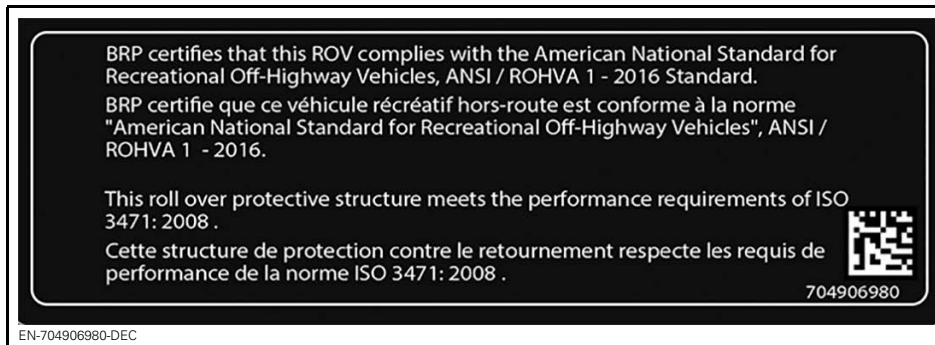 BRP certifies that this ROV complies with the American National Standard for
Recreational Off-Highway Vehicles, ANSI / ROHVA 1 - 2016 Standard.
BRP certifie que ce véhicule récréatif hors-route est conforme à la norme
"American National Standard for Recreational Off-Highway Vehicles", ANSI /
ROHVA 1  - 2016.
This roll over protective structure meets the performance requirements of ISO
3471: 2008 .
Cette structure de protection contre le retournement respecte les requis de
performance de la norme ISO 3471: 2008 .
704906980
EN-704906980-DEC